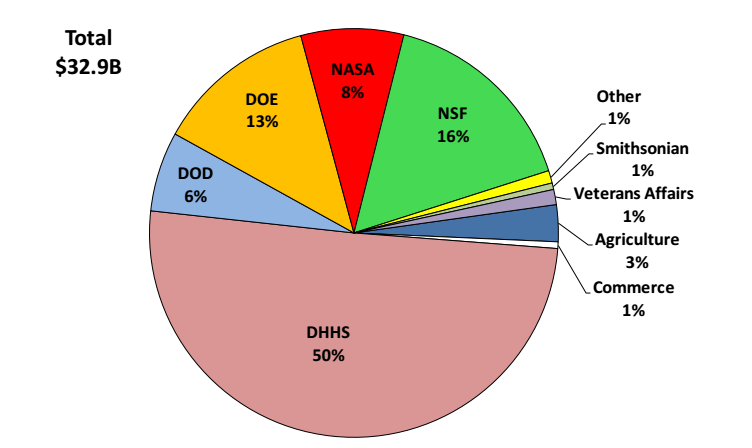 Total
$32.9B
NASA
8%
DOE
13%
NSF
16%
Other
1%
Smithsonian
1%
DOD
6%
Veterans Affairs
1%
Agriculture
3%
Commerce
1%
DHHS
50%